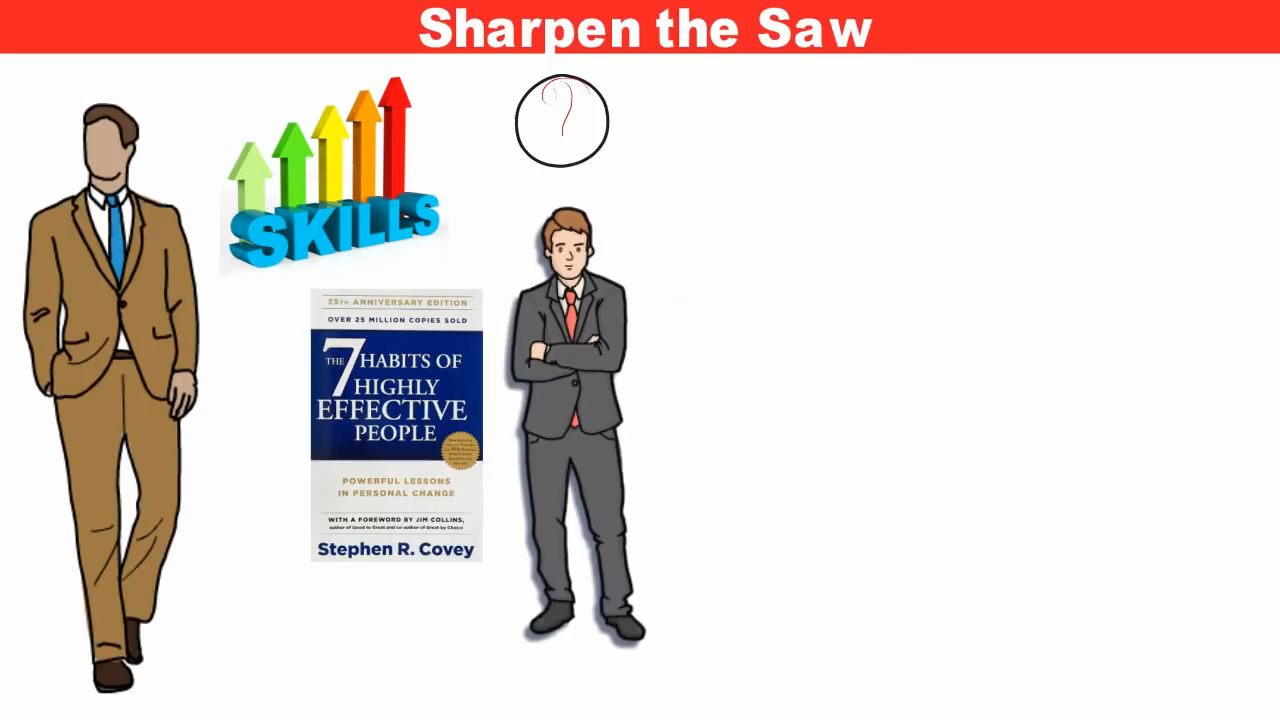 Sharpen the Saw
?
SKILLS
25TH ANNIVERSARY EDITION
OVER 25 MILLION COPIES SOLD
THE 7 HABITS OF
HIGHLY
EFFECTIVE
PEOPLE
POWERFUL LESSONS
IN PERSONAL CHANGE
WITH A FOREWORD BY JIM COLLINS,
author of Good to Great and co-author of Great by Choice
Stephen R. Covey